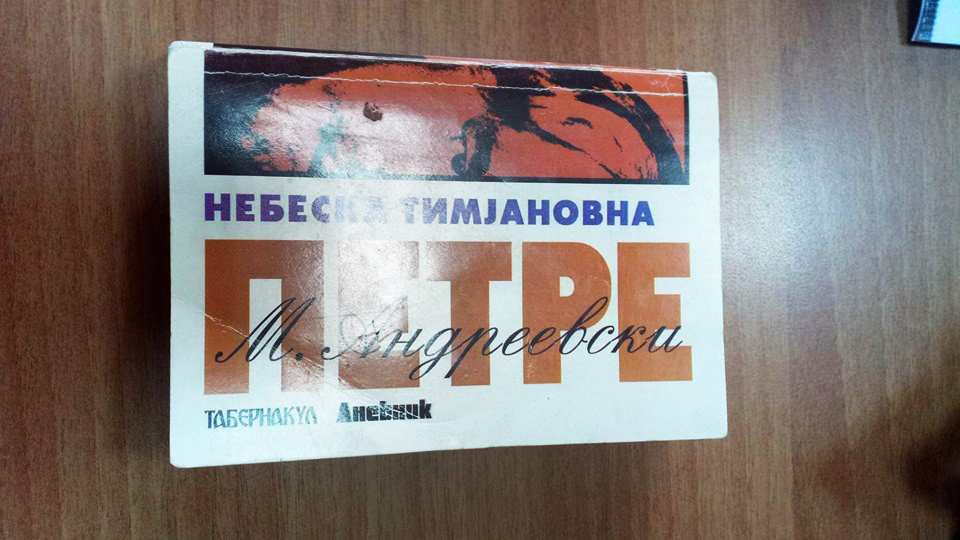 НЕБЕСКА ТИМЈАНОВНА
ПЕТРЕ
М. Андреевски
ТАБЕРНАКУЛ Дневник